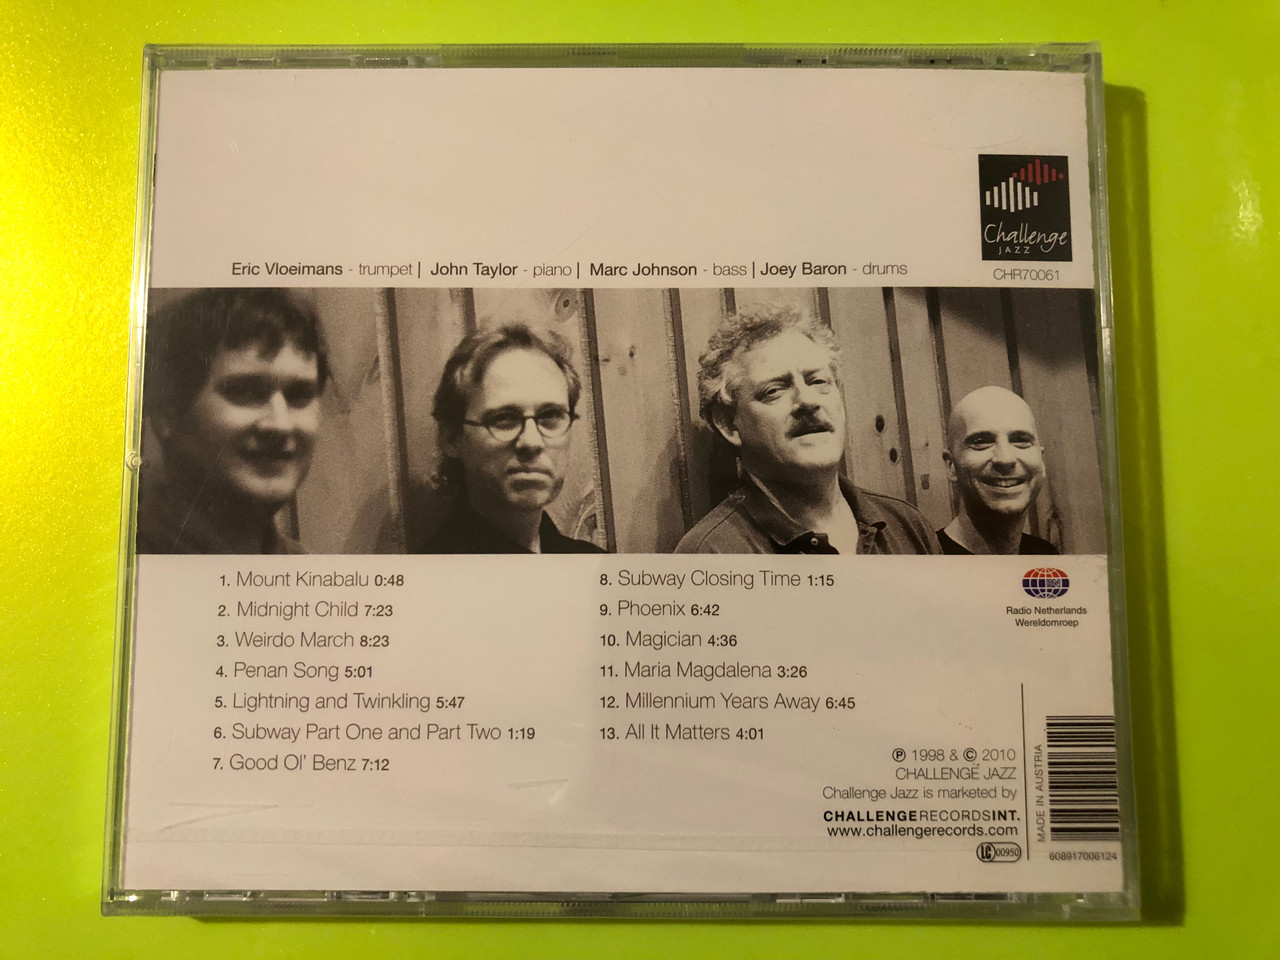 Challenge
JAZZ
CHR70061
Eric Vloeimans - trumpet | John Taylor - piano | Marc Johnson - bass | Joey Baron - drums
1. Mount Kinabalu 0:48
2. Midnight Child 7:23
3. Weirdo March 8:23
4. Penan Song 5:01
5. Lightning and Twinkling 5:47
6. Subway Part One and Part Two 1:19
7. Good Ol' Benz 7:12
8. Subway Closing Time 1:15
9. Phoenix 6:42
10. Magician 4:36
11. Maria Magdalena 3:26
12. Millennium Years Away 6:45
13. All It Matters 4:01
Radio Netherlands
Wereldomroep
℗ 1998 & © 2010
CHALLENGE JAZZ
Challenge Jazz is marketed by
CHALLENGERECORDSINT.
www.challengerecords.com
LC 00950
MADE IN AUSTRIA
608917006124